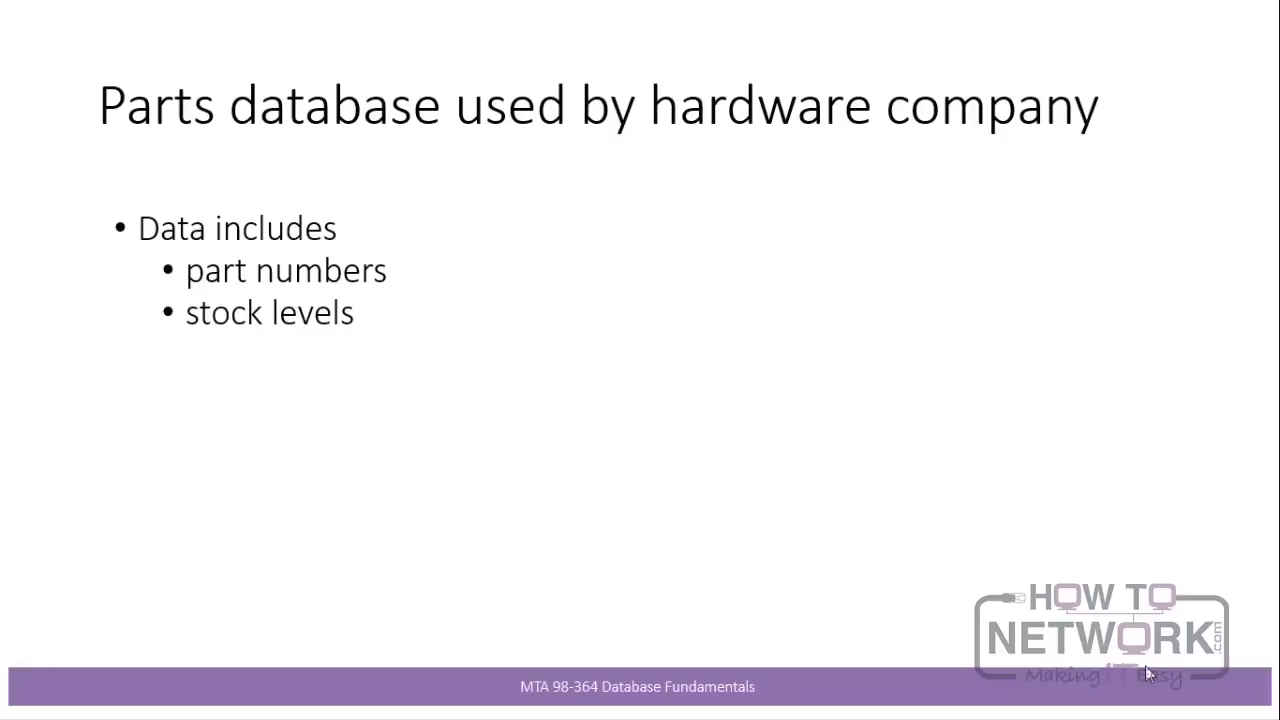 Parts database used by hardware company
• Data includes
• part numbers
• stock levels
HOW TO
NETWORK.com
Making IT Easy
MTA 98-364 Database Fundamentals